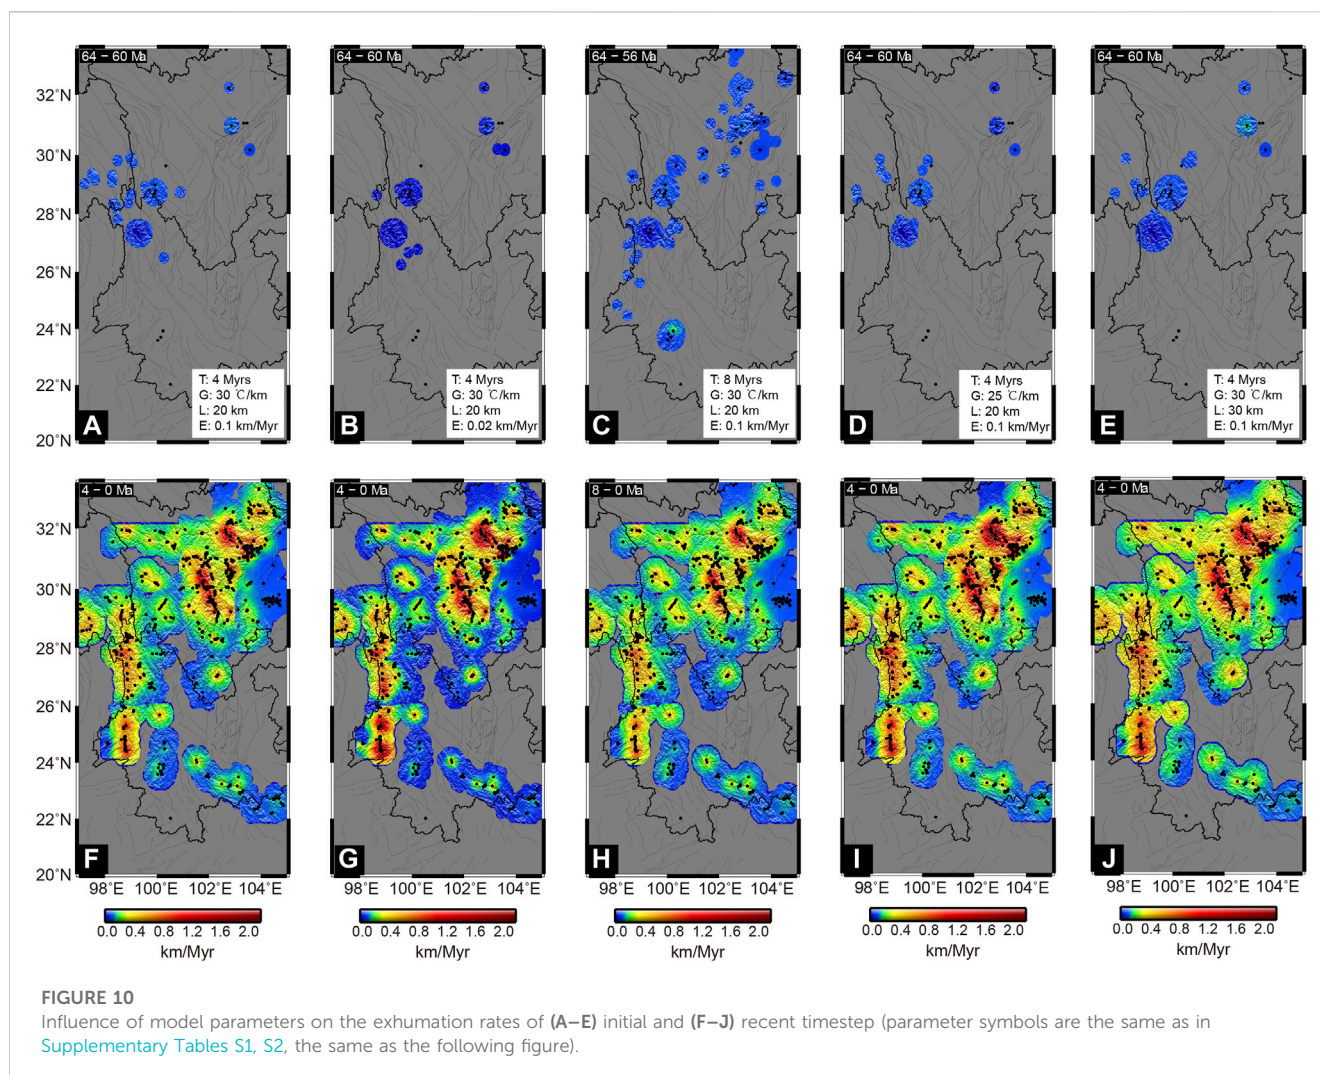 64 – 60 Ma
64 – 60 Ma
64 – 56 Ma
64 – 60 Ma
64 – 60 Ma
32°N
30°N
28°N
26°N
24°N
22°N
20°N
T: 4 Myrs
G: 30 ℃/km
L: 20 km
E: 0.1 km/Myr
A
T: 4 Myrs
G: 30 ℃/km
L: 20 km
E: 0.02 km/Myr
B
T: 8 Myrs
G: 30 ℃/km
L: 20 km
E: 0.1 km/Myr
C
T: 4 Myrs
G: 25 ℃/km
L: 20 km
E: 0.1 km/Myr
D
T: 4 Myrs
G: 30 ℃/km
L: 30 km
E: 0.1 km/Myr
E
4 – 0 Ma
4 – 0 Ma
8 – 0 Ma
4 – 0 Ma
4 – 0 Ma
32°N
30°N
28°N
26°N
24°N
22°N
20°N
F
G
H
I
J
98°E 100°E 102°E 104°E
98°E 100°E 102°E 104°E
98°E 100°E 102°E 104°E
98°E 100°E 102°E 104°E
98°E 100°E 102°E 104°E
0.0 0.4 0.8 1.2 1.6 2.0
0.0 0.4 0.8 1.2 1.6 2.0
0.0 0.4 0.8 1.2 1.6 2.0
0.0 0.4 0.8 1.2 1.6 2.0
0.0 0.4 0.8 1.2 1.6 2.0
km/Myr
km/Myr
km/Myr
km/Myr
km/Myr
FIGURE 10
Influence of model parameters on the exhumation rates of (A–E) initial and (F–J) recent timestep (parameter symbols are the same as in
Supplementary Tables S1, S2, the same as the following figure).